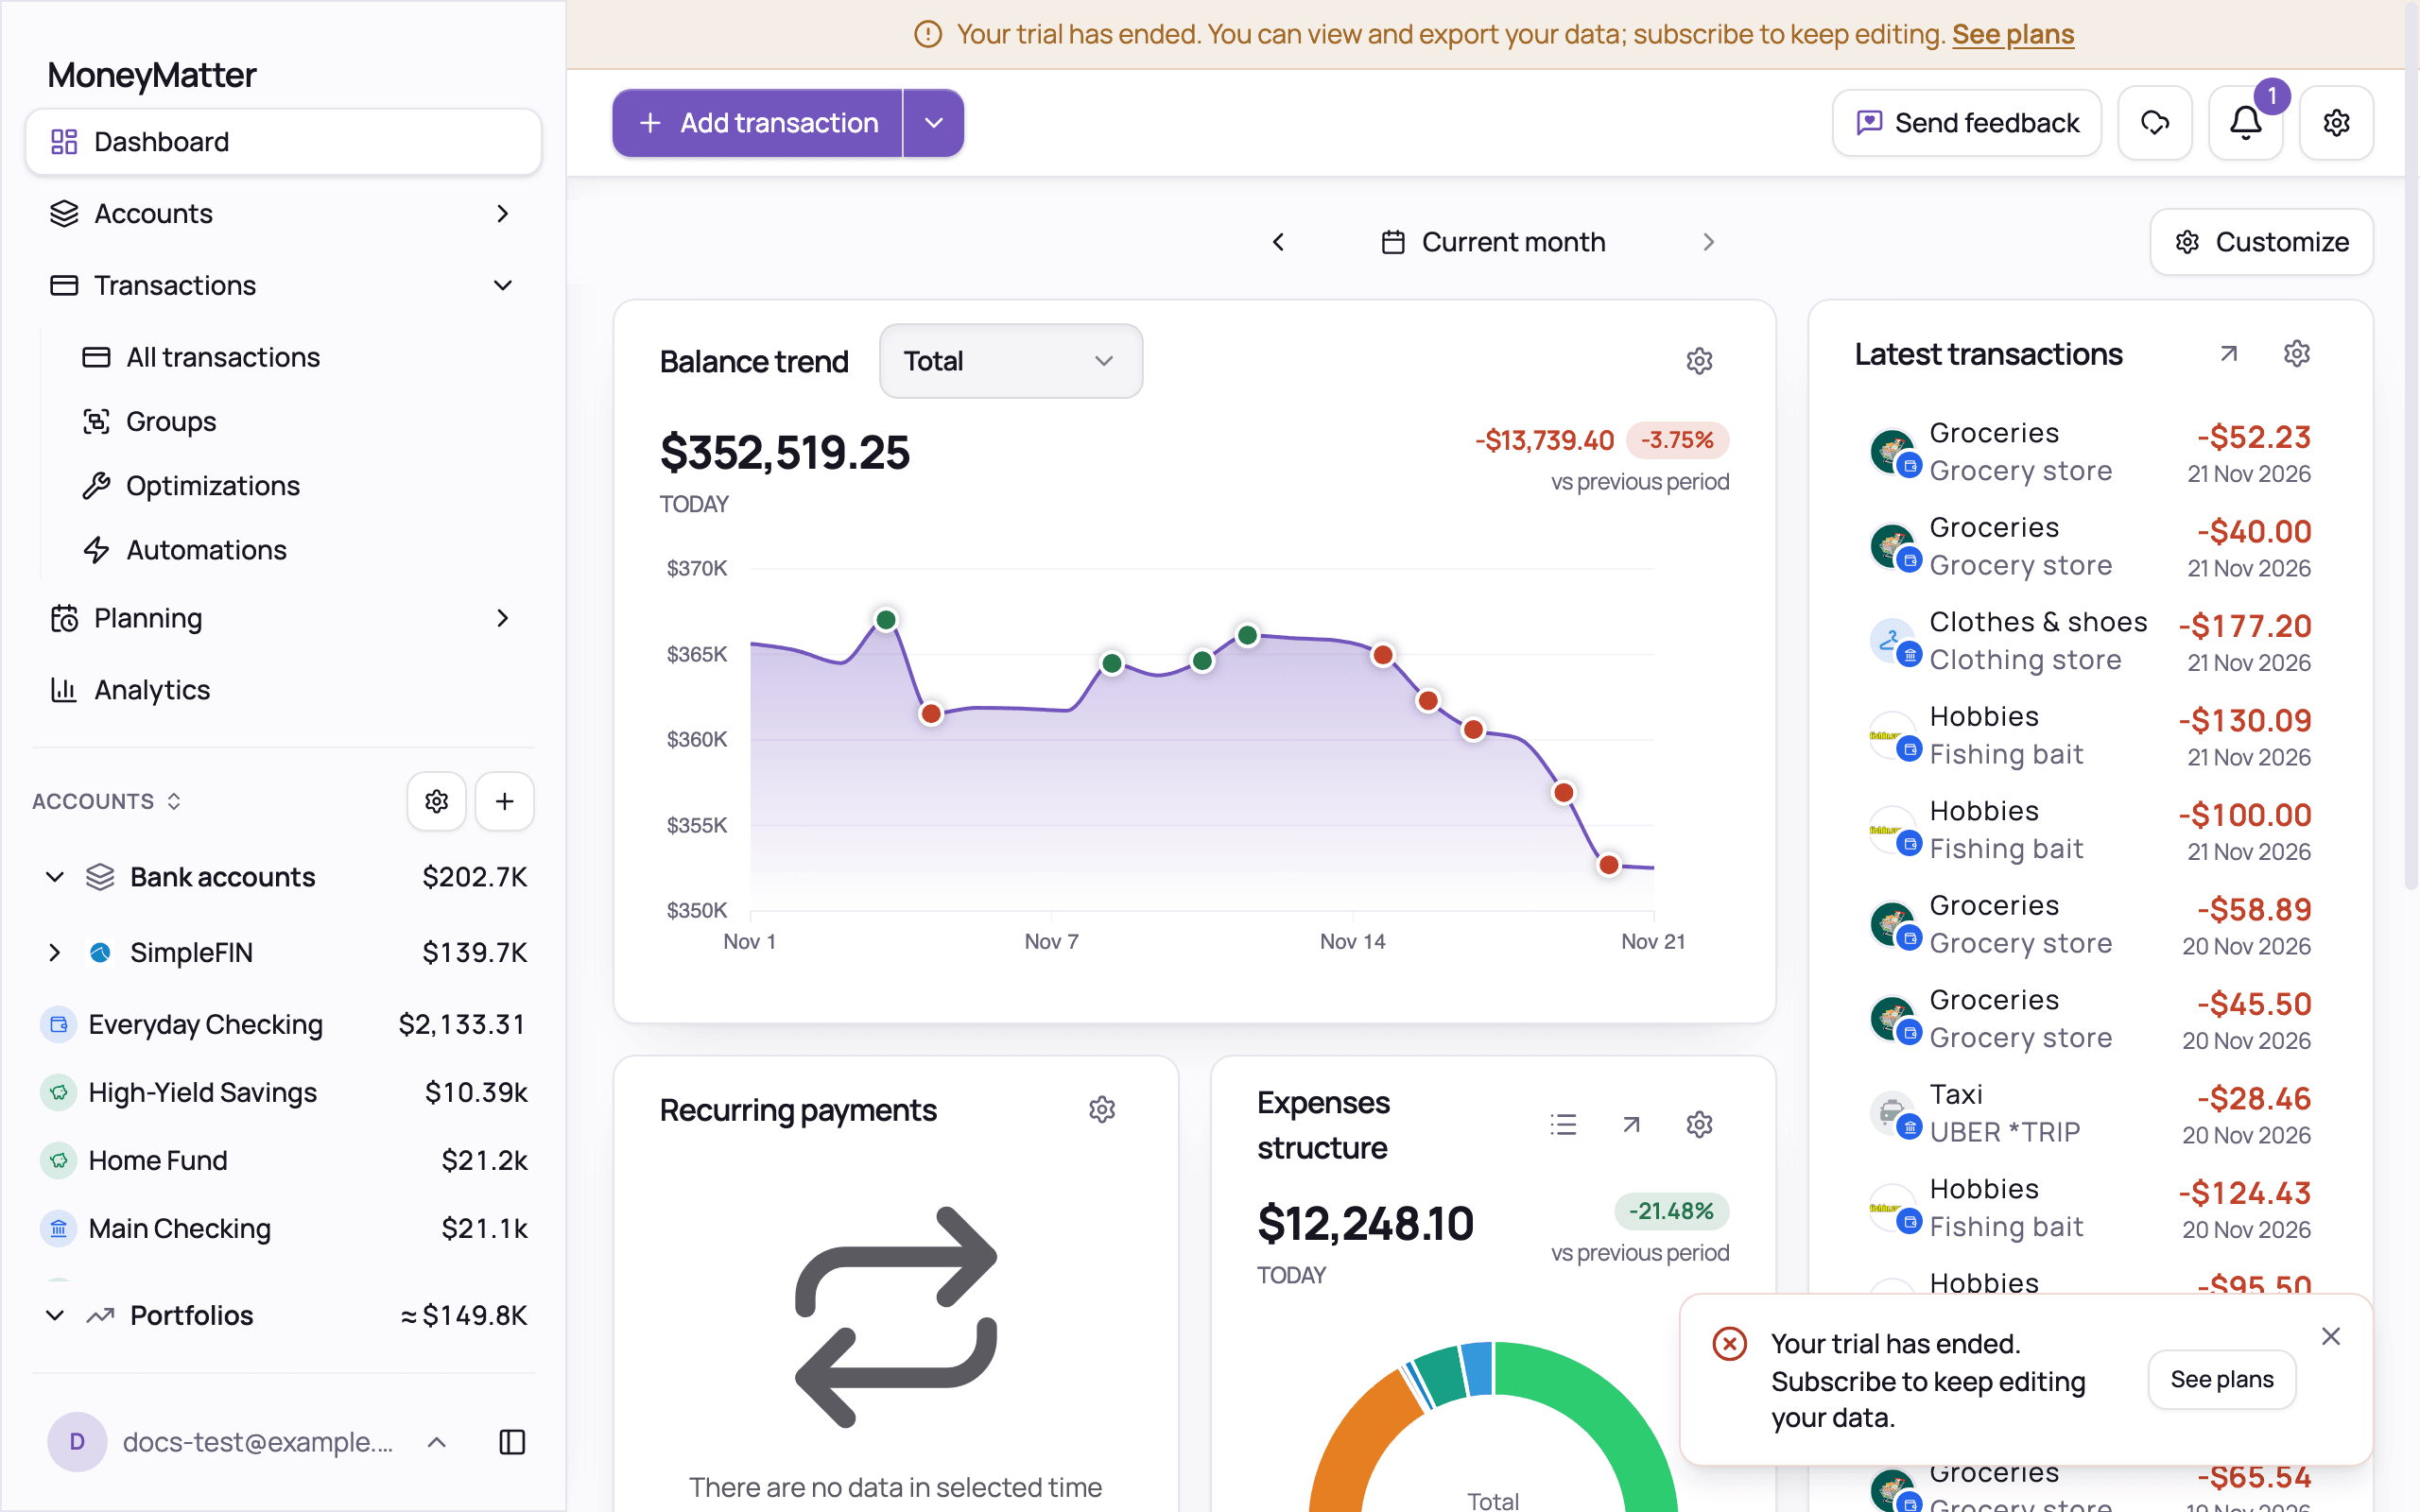 MoneyMatter
Dashboard
Accounts
Transactions
All transactions
Groups
Optimizations
Automations
Planning
Analytics
ACCOUNTS
Bank accounts $202.7K
SimpleFIN $139.7K
Everyday Checking $2,133.31
High-Yield Savings $10.39k
Home Fund $21.2k
Main Checking $21.1k
Portfolios ≈ $149.8K
D docs-test@example....
Your trial has ended. You can view and export your data; subscribe to keep editing. See plans
Add transaction
Send feedback
1
Current month
Customize
Balance trend
Total
$352,519.25
TODAY
-$13,739.40 -3.75%
vs previous period
$370K
$365K
$360K
$355K
$350K
Nov 1 Nov 7 Nov 14 Nov 21
Recurring payments
There are no data in selected time
Expenses
structure
$12,248.10
TODAY
-21.48%
vs previous period
Total
Latest transactions
Groceries -$52.23
Grocery store 21 Nov 2026
Groceries -$40.00
Grocery store 21 Nov 2026
Clothes & shoes -$177.20
Clothing store 21 Nov 2026
Hobbies -$130.09
Fishing bait 21 Nov 2026
Hobbies -$100.00
Fishing bait 21 Nov 2026
Groceries -$58.89
Grocery store 20 Nov 2026
Groceries -$45.50
Grocery store 20 Nov 2026
Taxi -$28.46
UBER *TRIP 20 Nov 2026
Hobbies -$124.43
Fishing bait 20 Nov 2026
Hobbies -$95.50
Your trial has ended.
Subscribe to keep editing
your data.
See plans
Groceries -$65.54
Grocery store 19 Nov 2026